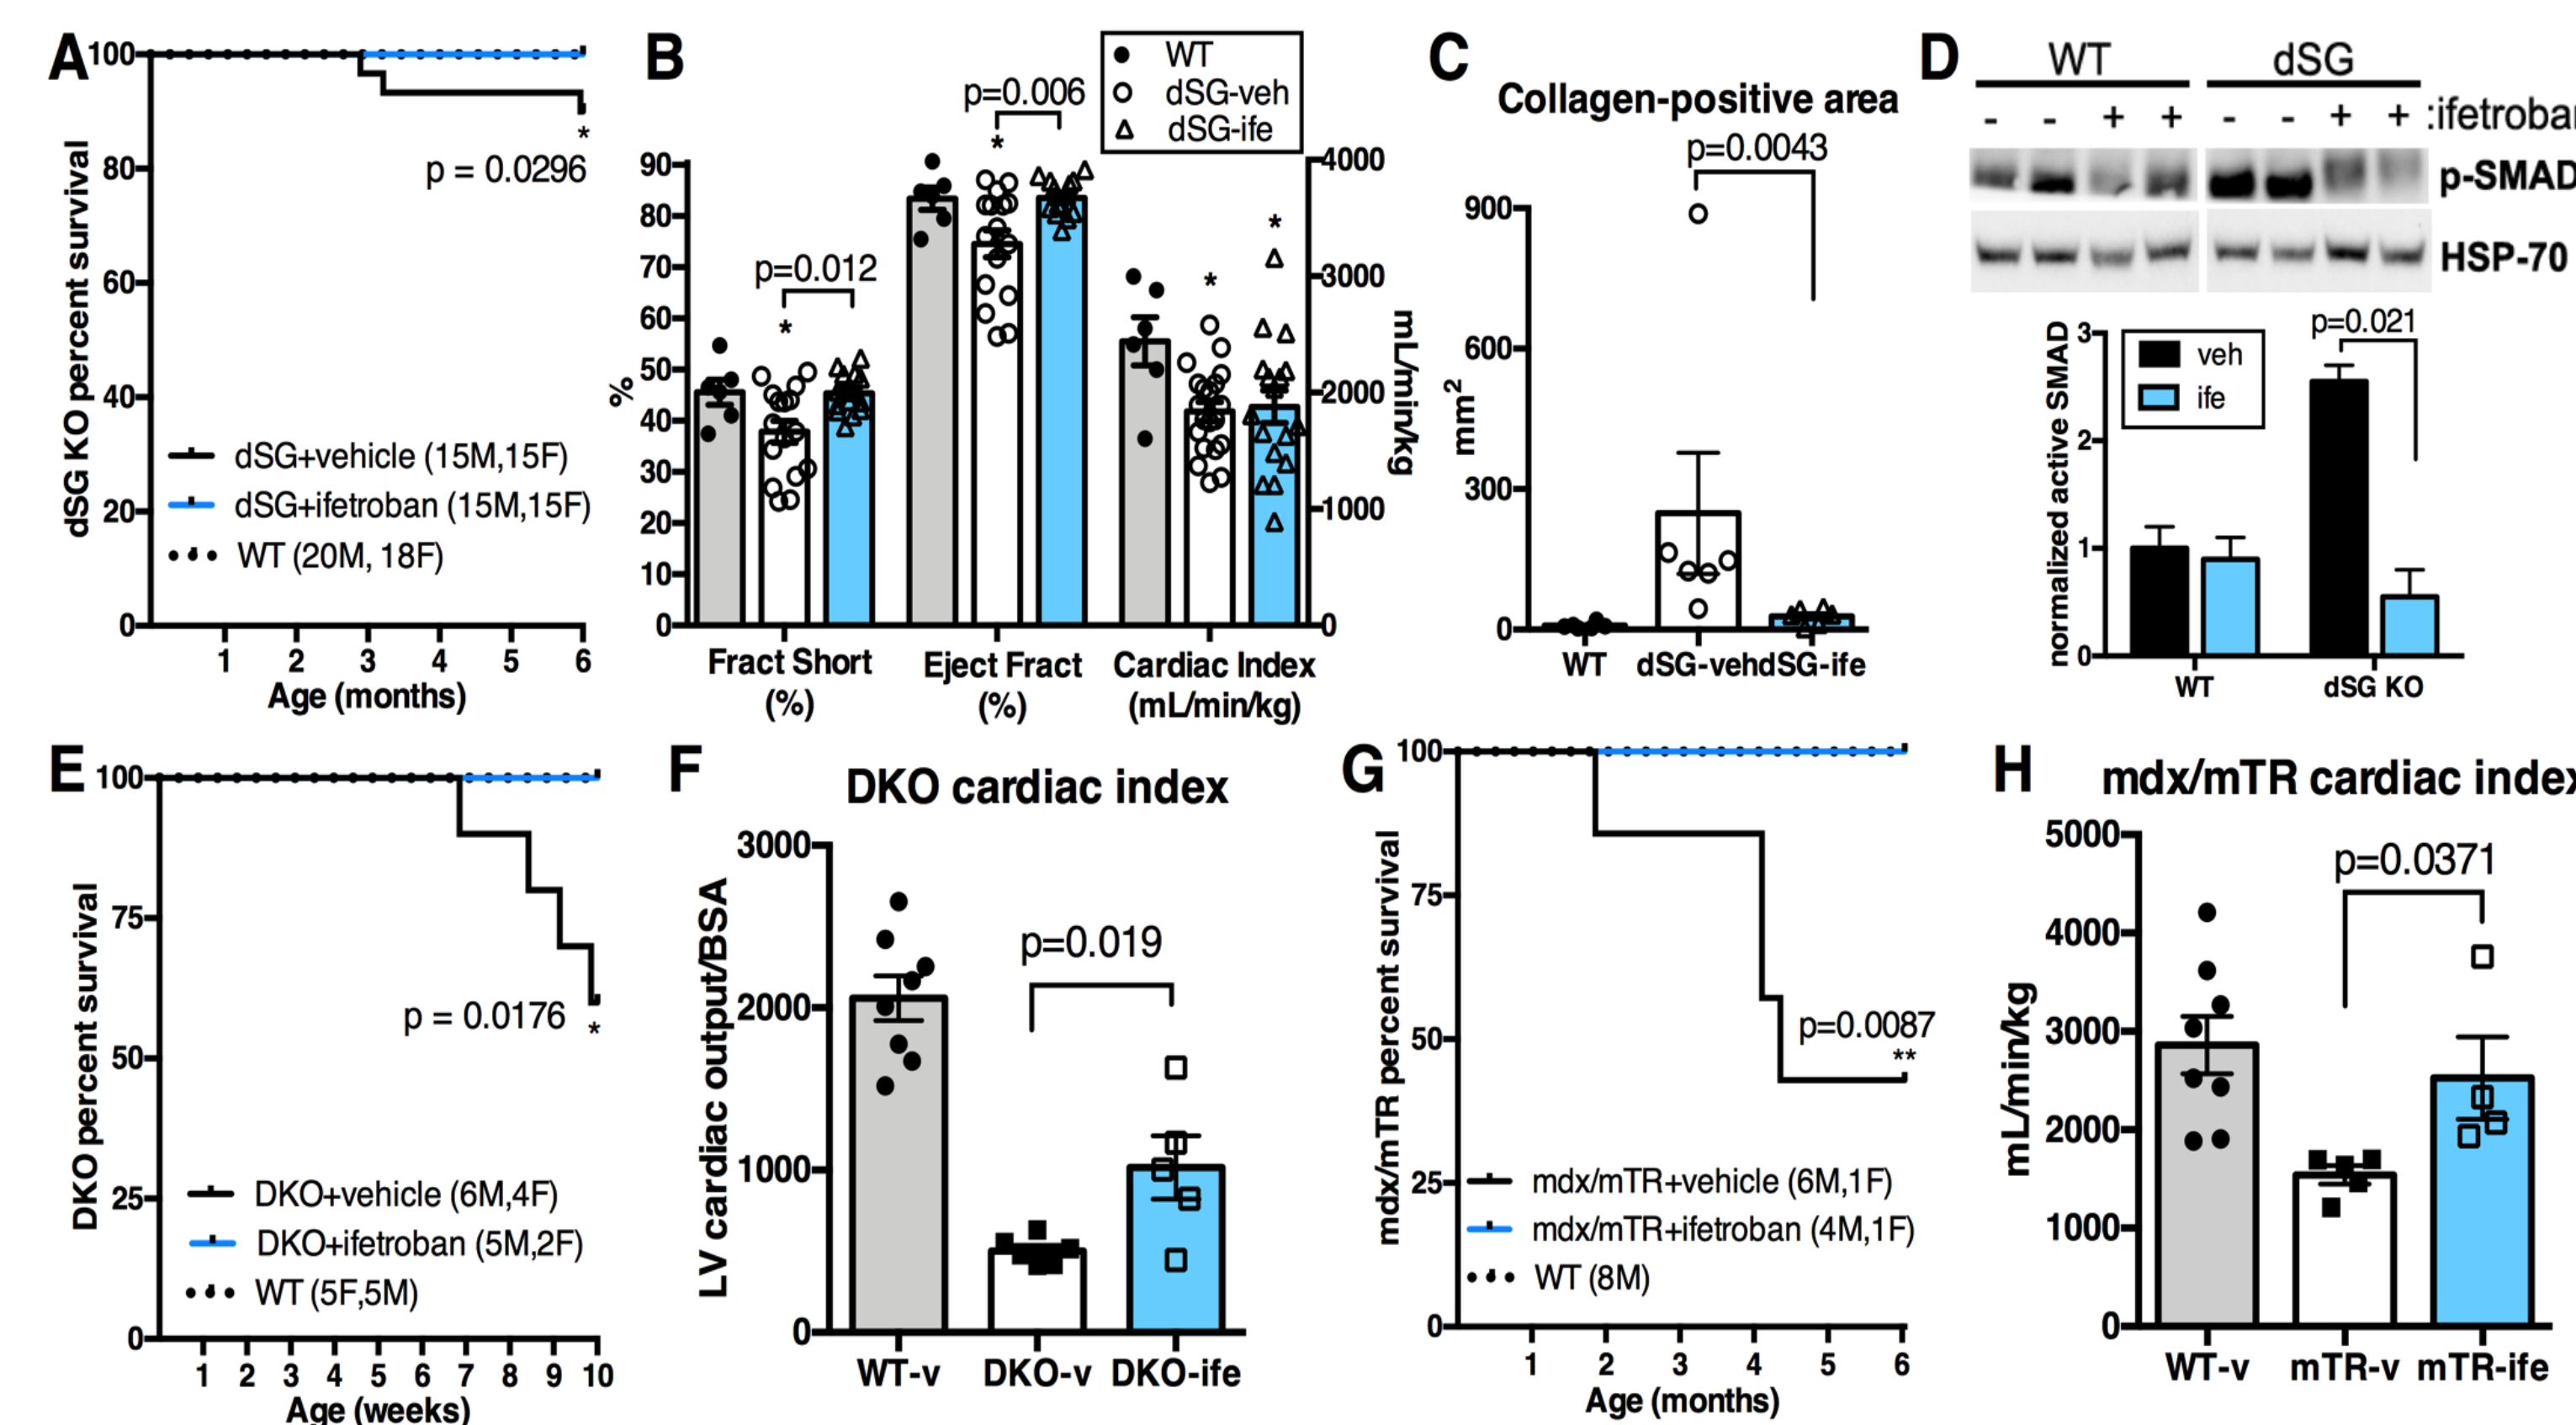 A
100
80
60
40
20
0
dSG KO percent survival
*
p = 0.0296
dSG+vehicle (15M,15F)
dSG+ifetroban (15M,15F)
WT (20M, 18F)
1 2 3 4 5 6
Age (months)
B
WT
dSG-veh
dSG-ife
p=0.012
*
p=0.006
*
*
*
90
80
70
60
50
40
30
20
10
0
%
4000
3000
2000
1000
0
mL/min/kg
Fract Short Eject Fract Cardiac Index
(%) (%) (mL/min/kg)
C
Collagen-positive area
p=0.0043
900
600
300
0
mm2
WT dSG-veh dSG-ife
D
WT dSG
- - + + - - + + :ifetroba
p-SMAD
HSP-70
p=0.021
veh
ife
3
2
1
0
normalized active SMAD
WT dSG KO
E
100
75
50
25
0
DKO percent survival
p = 0.0176
*
DKO+vehicle (6M,4F)
DKO+ifetroban (5M,2F)
WT (5F,5M)
1 2 3 4 5 6 7 8 9 10
Age (weeks)
F
DKO cardiac index
p=0.019
3000
2000
1000
0
LV cardiac output/BSA
WT-v DKO-v DKO-ife
G
100
75
50
25
0
mdx/mTR percent survival
p=0.0087
**
mdx/mTR+vehicle (6M,1F)
mdx/mTR+ifetroban (4M,1F)
WT (8M)
1 2 3 4 5 6
Age (months)
H
mdx/mTR cardiac index
p=0.0371
5000
4000
3000
2000
1000
0
mL/min/kg
WT-v mTR-v mTR-ife